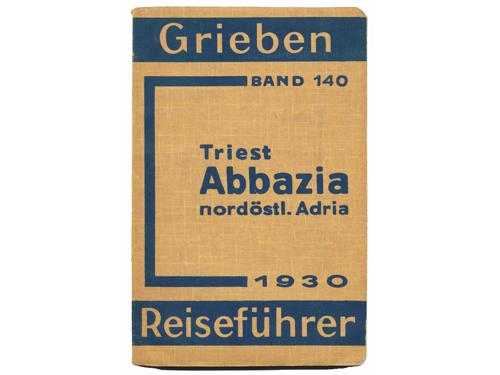 Grieben
BAND 140
Triest
Abbazia
nordöstl. Adria
1930
Reiseführer